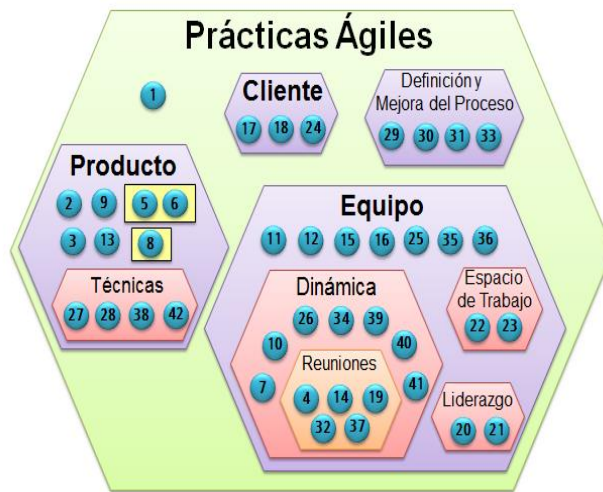 Prácticas Ágiles
1
Cliente
17 18 24
Definición y
Mejora del Proceso
29 30 31 33
Producto
2 9 5 6
3 13 8
Técnicas
27 28 38 42
Equipo
11 12 15 16 25 35 36
Dinámica
26 34 39
10 40
7 41
Reuniones
4 14 19
32 37
Espacio
de Trabajo
22 23
Liderazgo
20 21